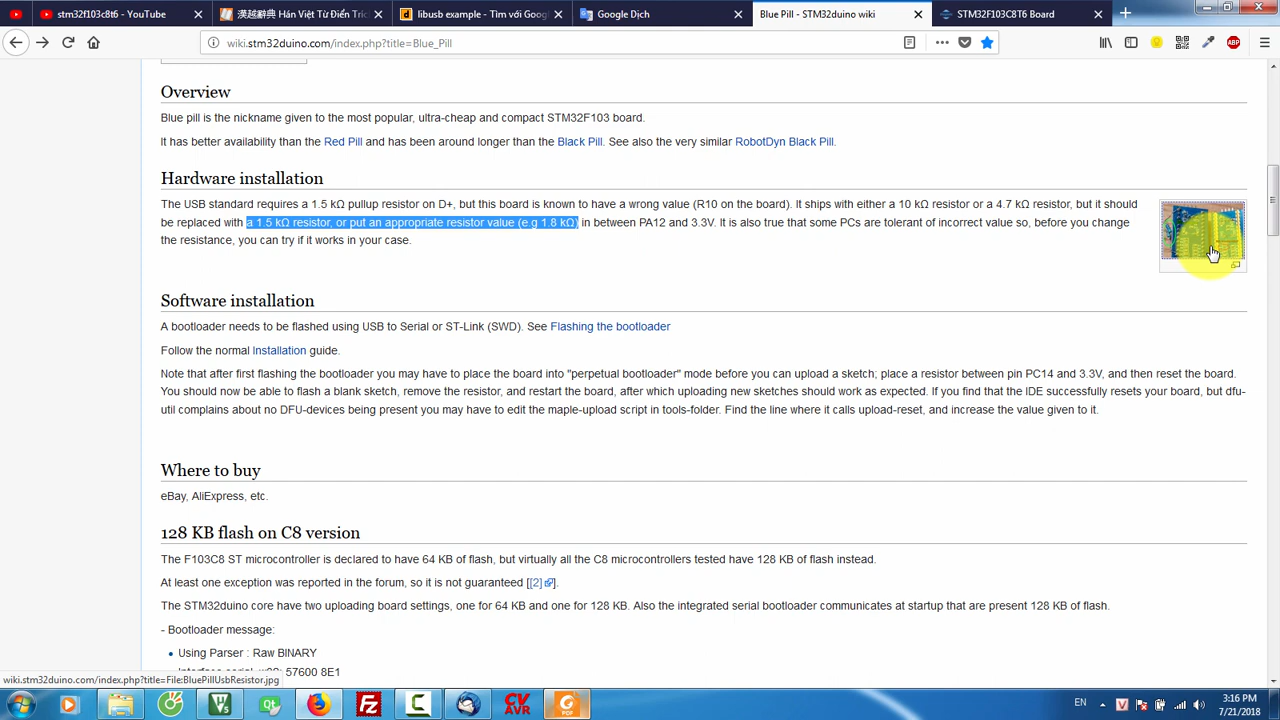 stm32f103c8t6 - YouTube
漢越辭典 Hán Việt Từ Điển Tríc
libusb example - Tìm với Goog
Google Dịch
Blue Pill - STM32duino wiki
STM32F103C8T6 Board
wiki.stm32duino.com/index.php?title=Blue_Pill
ABP
Overview
Blue pill is the nickname given to the most popular, ultra-cheap and compact STM32F103 board.
It has better availability than the Red Pill and has been around longer than the Black Pill. See also the very similar RobotDyn Black Pill.
Hardware installation
The USB standard requires a 1.5 kΩ pullup resistor on D+, but this board is known to have a wrong value (R10 on the board). It ships with either a 10 kΩ resistor or a 4.7 kΩ resistor, but it should
be replaced with a 1.5 kΩ resistor, or put an appropriate resistor value (e.g 1.8 kΩ) in between PA12 and 3.3V. It is also true that some PCs are tolerant of incorrect value so, before you change
the resistance, you can try if it works in your case.
Software installation
A bootloader needs to be flashed using USB to Serial or ST-Link (SWD). See Flashing the bootloader
Follow the normal Installation guide.
Note that after first flashing the bootloader you may have to place the board into "perpetual bootloader" mode before you can upload a sketch; place a resistor between pin PC14 and 3.3V, and then reset the board.
You should now be able to flash a blank sketch, remove the resistor, and restart the board, after which uploading new sketches should work as expected. If you find that the IDE successfully resets your board, but dfu-
util complains about no DFU-devices being present you may have to edit the maple-upload script in tools-folder. Find the line where it calls upload-reset, and increase the value given to it.
Where to buy
eBay, AliExpress, etc.
128 KB flash on C8 version
The F103C8 ST microcontroller is declared to have 64 KB of flash, but virtually all the C8 microcontrollers tested have 128 KB of flash instead.
At least one exception was reported in the forum, so it is not guaranteed [[2]].
The STM32duino core have two uploading board settings, one for 64 KB and one for 128 KB. Also the integrated serial bootloader communicates at startup that are present 128 KB of flash.
- Bootloader message:
Using Parser : Raw BINARY
57600 8E1
wiki.stm32duino.com/index.php?title=File:BluePillUsbResistor.jpg
CV
AVR
PDF
EN
V
3:16 PM
7/21/2018